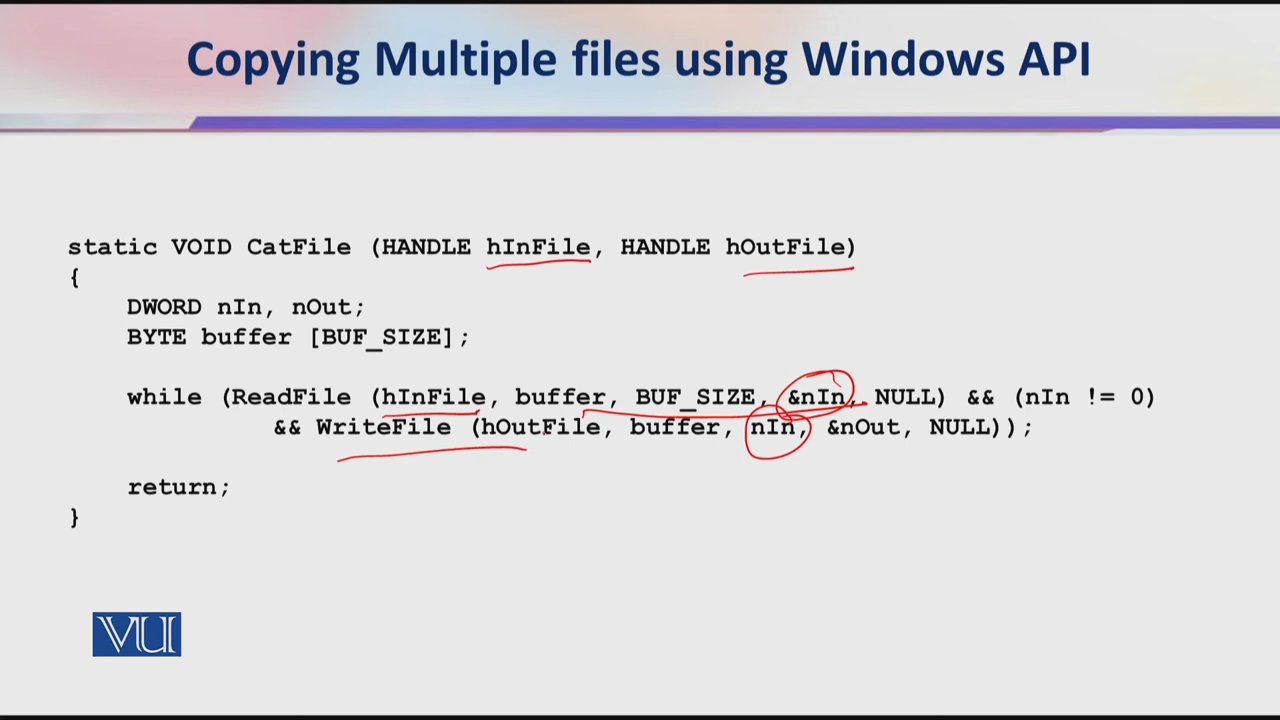 Copying Multiple files using Windows API
static VOID CatFile (HANDLE hInFile, HANDLE hOutFile)
{
DWORD nIn, nOut;
BYTE buffer [BUF_SIZE];
while (ReadFile (hInFile, buffer, BUF_SIZE, &nIn, NULL) && (nIn != 0)
&& WriteFile (hOutFile, buffer, nIn, &nOut, NULL));
return;
}
VU